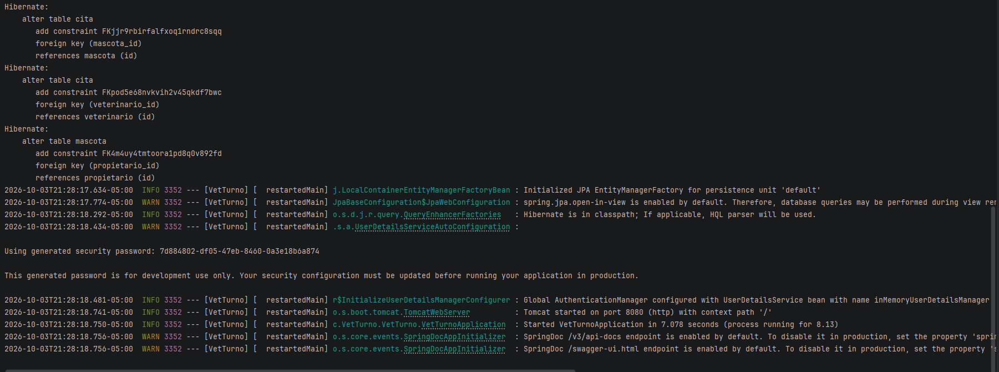 Hibernate:
    alter table cita
       add constraint FKjjr9rbirfalfxoq1rndrc8sqq
       foreign key (mascota_id)
       references mascota (id)
Hibernate:
    alter table cita
       add constraint FKpod5e68nvkvih2v45qkdf7bwc
       foreign key (veterinario_id)
       references veterinario (id)
Hibernate:
    alter table mascota
       add constraint FK4m4uy4tmtoora1pd8q0v892fd
       foreign key (propietario_id)
       references propietario (id)
2026-10-03T21:28:17.634-05:00  INFO 3352 --- [VetTurno] [  restartedMain] j.LocalContainerEntityManagerFactoryBean : Initialized JPA EntityManagerFactory for persistence unit 'default'
2026-10-03T21:28:17.774-05:00  WARN 3352 --- [VetTurno] [  restartedMain] JpaBaseConfiguration$JpaWebConfiguration : spring.jpa.open-in-view is enabled by default. Therefore, database queries may be performed during view ren
2026-10-03T21:28:18.292-05:00  INFO 3352 --- [VetTurno] [  restartedMain] o.s.d.j.r.query.QueryEnhancerFactories   : Hibernate is in classpath; If applicable, HQL parser will be used.
2026-10-03T21:28:18.434-05:00  WARN 3352 --- [VetTurno] [  restartedMain] .s.a.UserDetailsServiceAutoConfiguration :
Using generated security password: 7d884802-df05-47eb-8460-0a3e18b6a874
This generated password is for development use only. Your security configuration must be updated before running your application in production.
2026-10-03T21:28:18.481-05:00  INFO 3352 --- [VetTurno] [  restartedMain] r$InitializeUserDetailsManagerConfigurer : Global AuthenticationManager configured with UserDetailsService bean with name inMemoryUserDetailsManager
2026-10-03T21:28:18.741-05:00  INFO 3352 --- [VetTurno] [  restartedMain] o.s.boot.tomcat.TomcatWebServer          : Tomcat started on port 8080 (http) with context path '/'
2026-10-03T21:28:18.750-05:00  INFO 3352 --- [VetTurno] [  restartedMain] c.VetTurno.VetTurno.VetTurnoApplication  : Started VetTurnoApplication in 7.078 seconds (process running for 8.13)
2026-10-03T21:28:18.756-05:00  WARN 3352 --- [VetTurno] [  restartedMain] o.s.core.events.SpringDocAppInitializer  : SpringDoc /v3/api-docs endpoint is enabled by default. To disable it in production, set the property 'sprin
2026-10-03T21:28:18.756-05:00  WARN 3352 --- [VetTurno] [  restartedMain] o.s.core.events.SpringDocAppInitializer  : SpringDoc /swagger-ui.html endpoint is enabled by default. To disable it in production, set the property 's